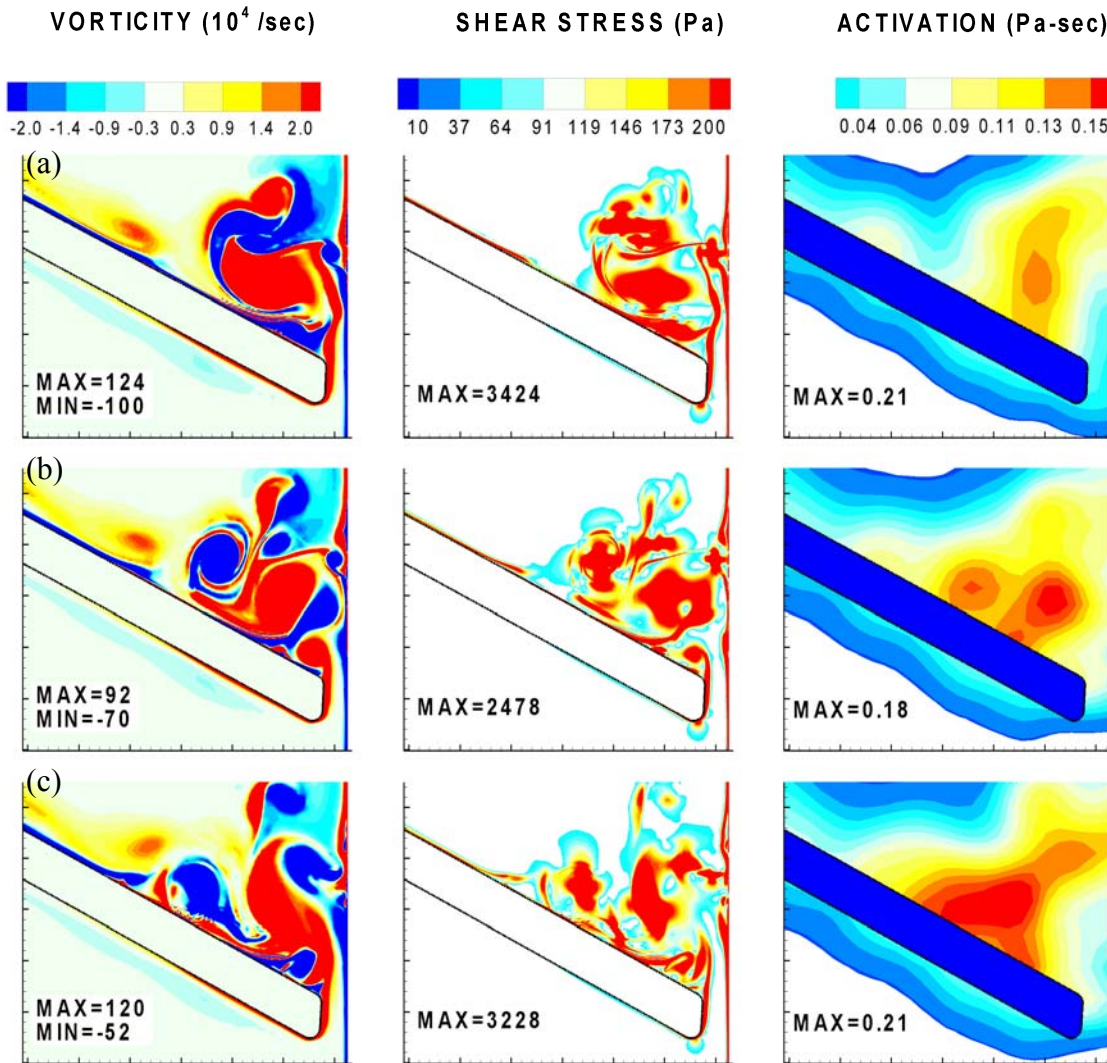 VORTICITY (10⁴ /sec) SHEAR STRESS (Pa) ACTIVATION (Pa-sec)
-2.0 -1.4 -0.9 -0.3 0.3 0.9 1.4 2.0 10 37 64 91 119 146 173 200 0.04 0.06 0.09 0.11 0.13 0.15
(a)
MAX=124
MIN=-100
MAX=3424
MAX=0.21
(b)
MAX=92
MIN=-70
MAX=2478
MAX=0.18
(c)
MAX=120
MIN=-52
MAX=3228
MAX=0.21